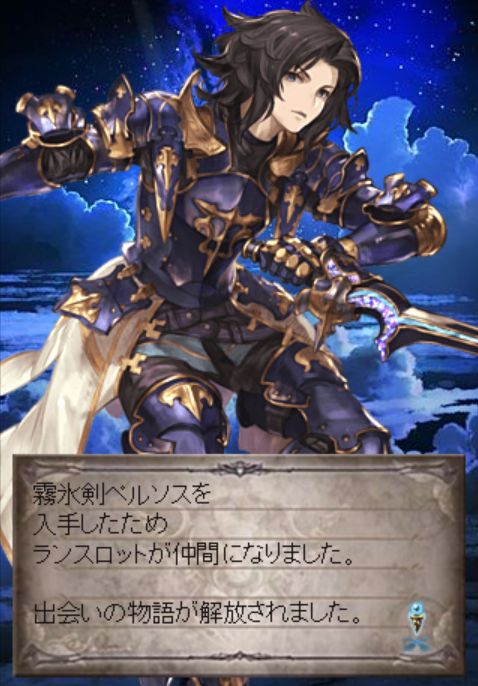 霧氷剣ペルソスを
入手したため
ランスロットが仲間になりました。
出会いの物語が解放されました。